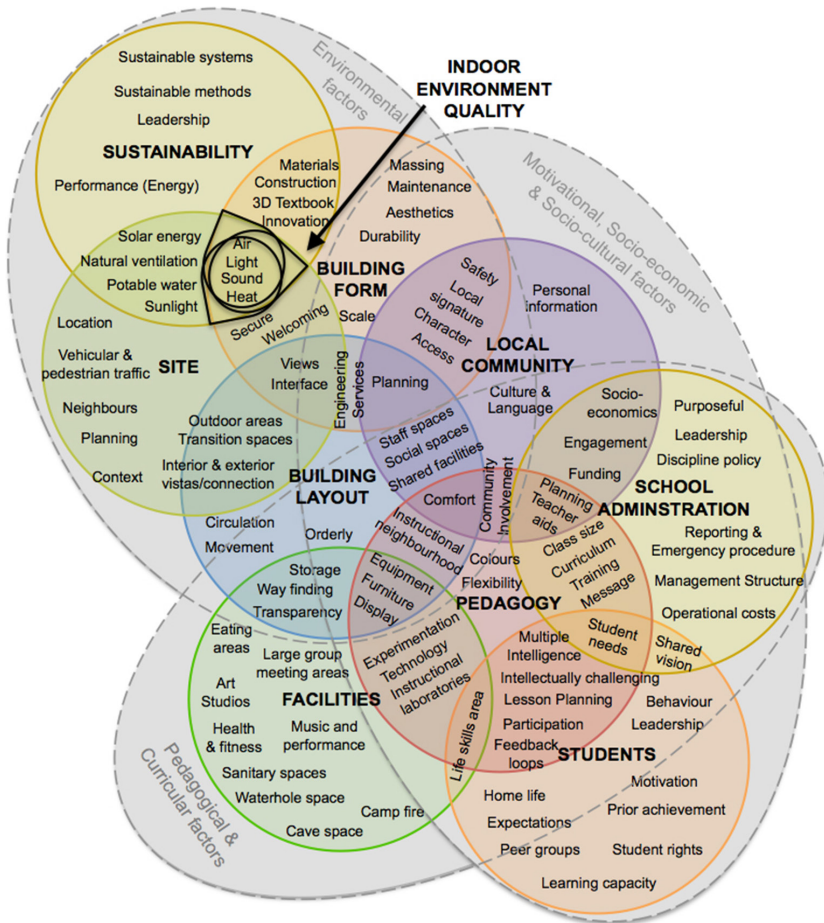 Sustainable systems
Sustainable methods
Leadership
SUSTAINABILITY
Performance (Energy)
Environmental
factors
INDOOR
ENVIRONMENT
QUALITY
Materials
Construction
3D Textbook
Innovation
Massing
Maintenance
Aesthetics
Durability
Motivational, Socio-economic
& Socio-cultural factors
Solar energy
Natural ventilation
Potable water
Sunlight
Air
Light
Sound
Heat
BUILDING
FORM
Scale
Secure
Welcoming
Safety
Local
signature
Character
Access
Personal
information
LOCAL
COMMUNITY
Culture &
Language
Location
Vehicular &
pedestrian traffic
SITE
Neighbours
Planning
Context
Views
Interface
Engineering
Services
Planning
Outdoor areas
Transition spaces
Interior & exterior
vistas/connection
Staff spaces
Social spaces
Shared facilities
BUILDING
LAYOUT
Comfort
Community
Involvement
Socio-
economics
Engagement
Funding
Purposeful
Leadership
Discipline policy
SCHOOL
ADMINSTRATION
Reporting &
Emergency procedure
Management Structure
Operational costs
Planning
Teacher
aids
Class size
Curriculum
Training
Message
Circulation
Movement
Orderly
Instructional
neighbourhood
Colours
Flexibility
PEDAGOGY
Storage
Way finding
Transparency
Equipment
Furniture
Display
Experimentation
Technology
Instructional
laboratories
Multiple
Intelligence
Student
needs
Shared
vision
Intellectually challenging
Lesson Planning
Participation
Feedback
loops
Life skills area
Eating
areas
Large group
meeting areas
Art
Studios
FACILITIES
Health
& fitness
Music and
performance
Sanitary spaces
Waterhole space
Camp fire
Cave space
Pedagogical &
Curricular factors
Behaviour
Leadership
STUDENTS
Home life
Motivation
Expectations
Prior achievement
Peer groups
Student rights
Learning capacity